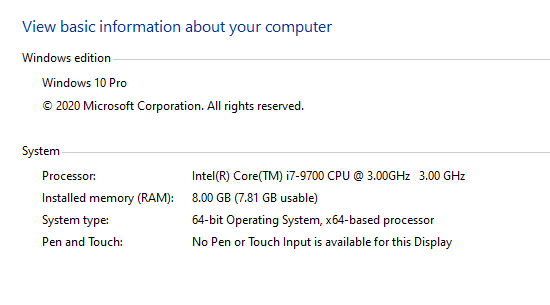 View basic information about your computer
Windows edition
Windows 10 Pro
© 2020 Microsoft Corporation. All rights reserved.
System
Processor: Intel(R) Core(TM) i7-9700 CPU @ 3.00GHz 3.00 GHz
Installed memory (RAM): 8.00 GB (7.81 GB usable)
System type: 64-bit Operating System, x64-based processor
Pen and Touch: No Pen or Touch Input is available for this Display